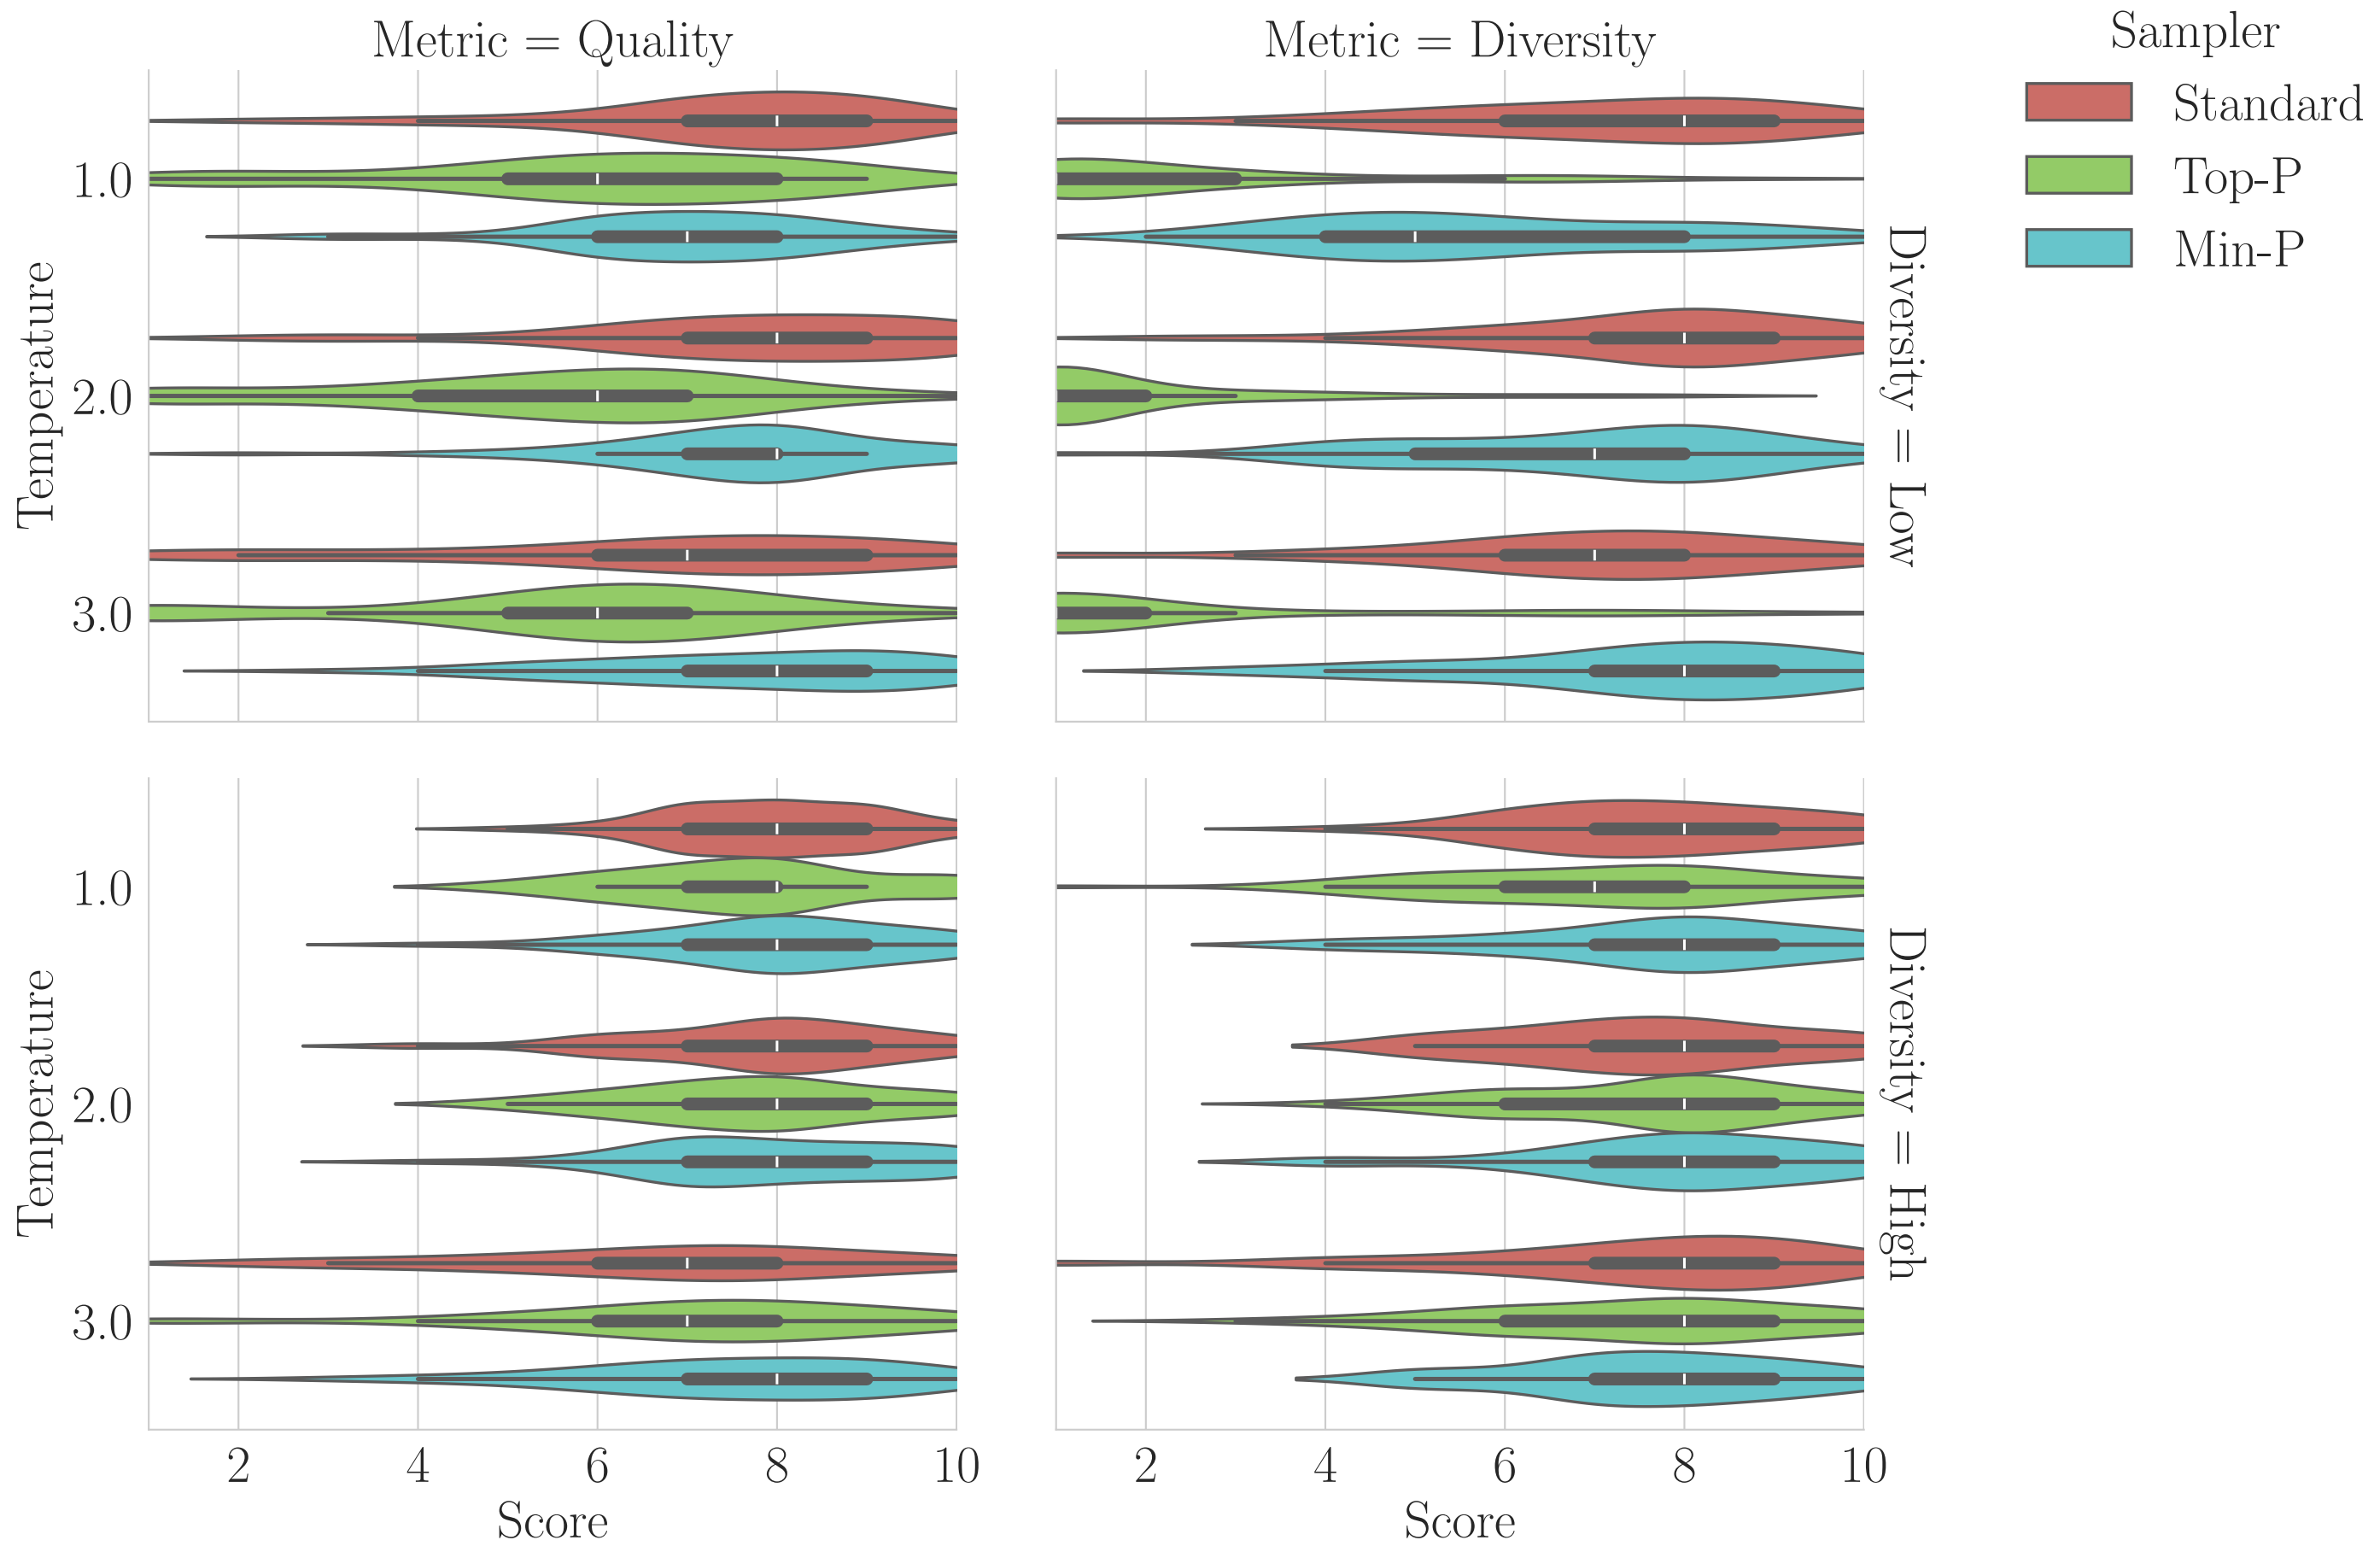 Metric = Quality
Metric = Diversity
Sampler
Standard
Top-P
Min-P
Temperature
1.0
2.0
3.0
Diversity = Low
Temperature
1.0
2.0
3.0
Diversity = High
2 4 6 8 10
2 4 6 8 10
Score
Score